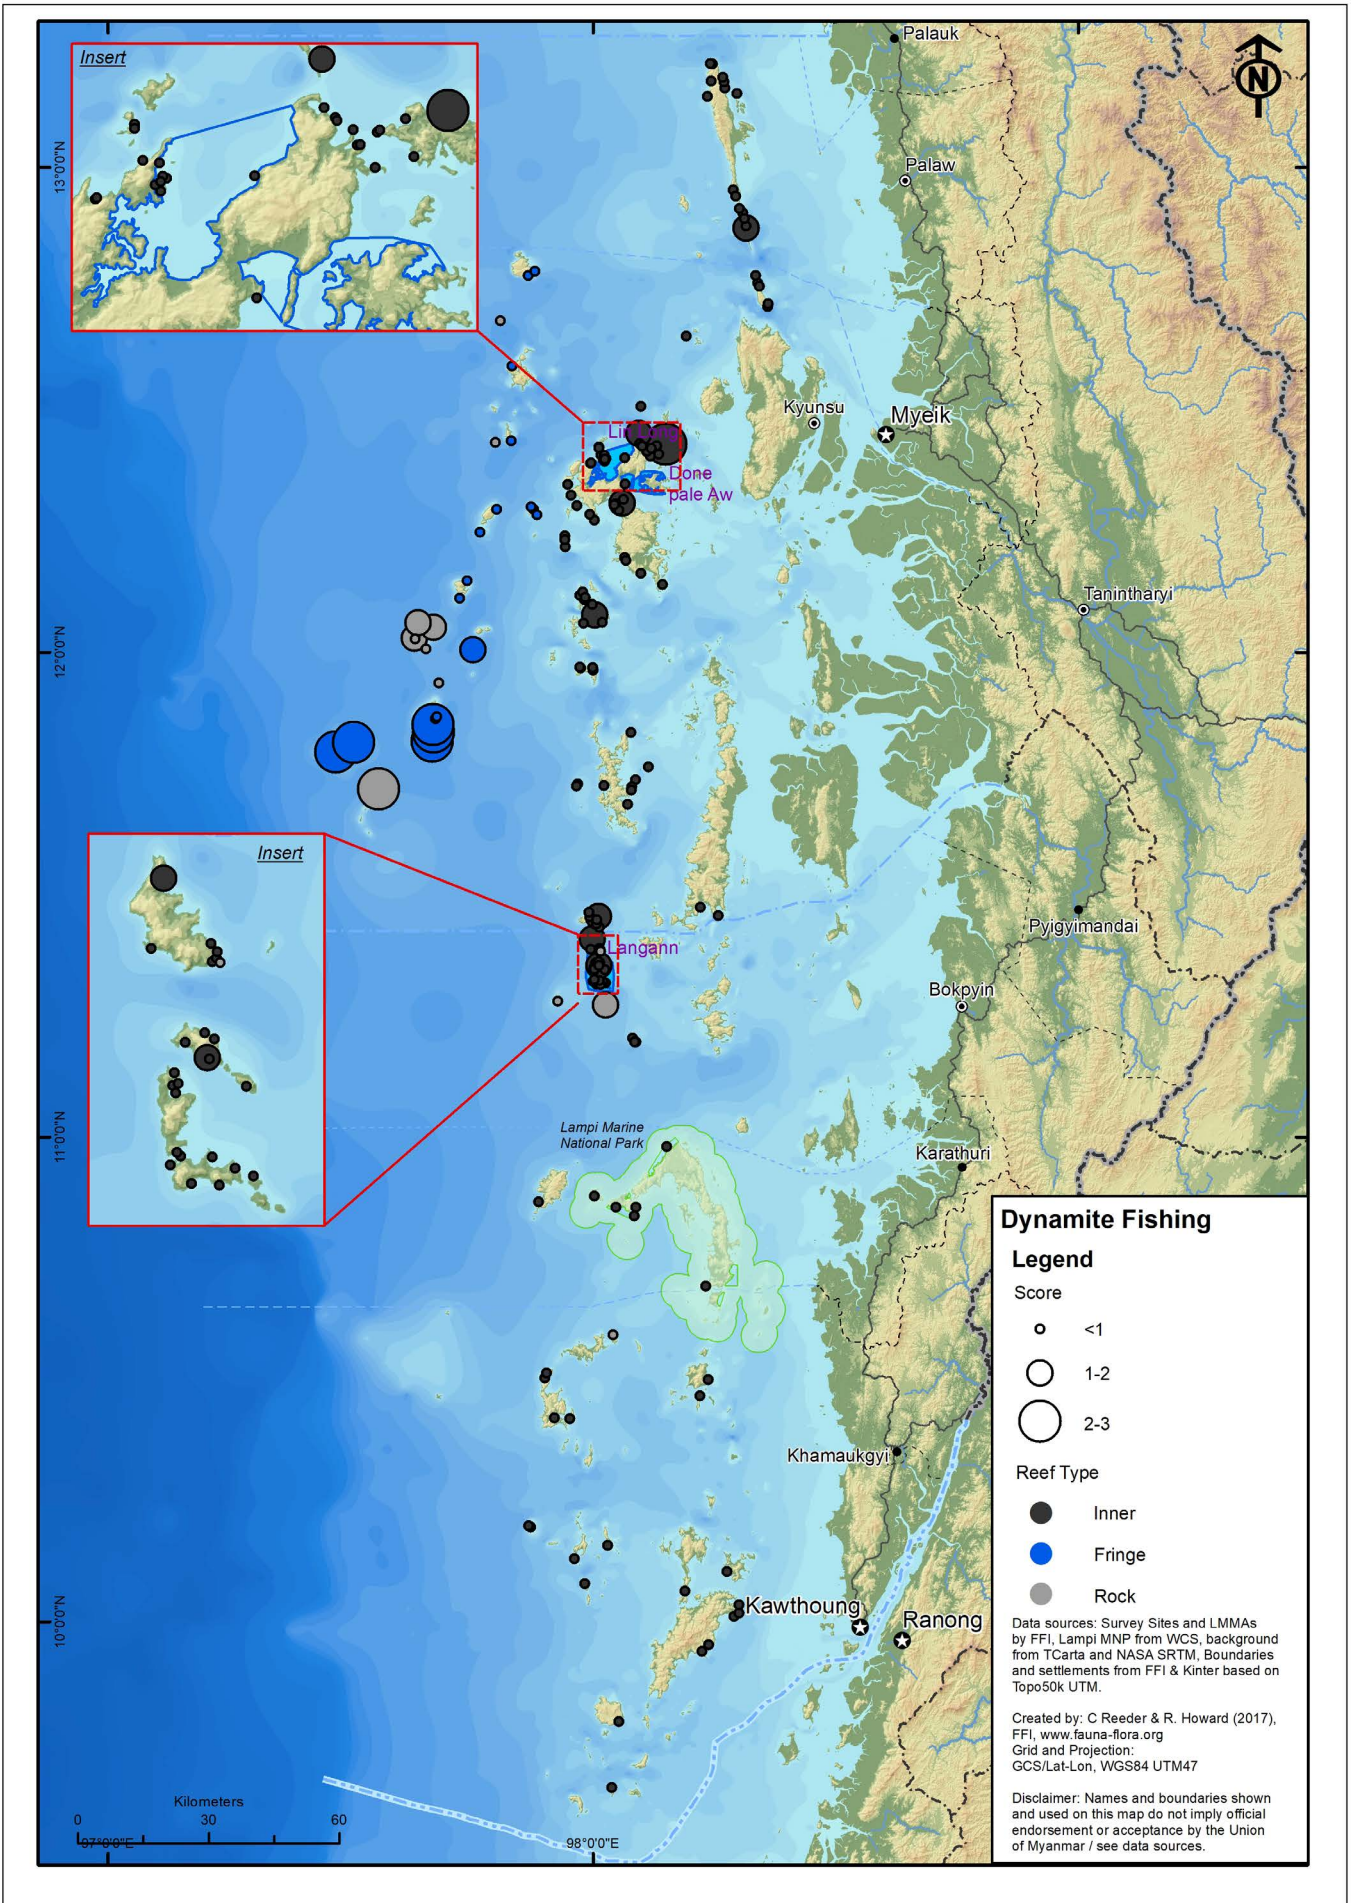 Insert
N
Palauk
13°0'0"N
Palaw
Kyunsu
Myeik
Lin Long
Done
pale Aw
Tanintharyi
12°0'0"N
Insert
Pyigyimandai
Langann
Bokpyin
Lampi Marine
National Park
11°0'0"N
Karathuri
Khamaukgyi
Kawthoung
Ranong
10°0'0"N
Dynamite Fishing
Legend
Score
<1
1-2
2-3
Reef Type
Inner
Fringe
Rock
Data sources: Survey Sites and LMMAs
by FFI, Lampi MNP from WCS, background
from TCarta and NASA SRTM, Boundaries
and settlements from FFI & Kinter based on
Topo50k UTM.
Created by: C Reeder & R. Howard (2017),
FFI, www.fauna-flora.org
Grid and Projection:
GCS/Lat-Lon, WGS84 UTM47
Disclaimer: Names and boundaries shown
and used on this map do not imply official
endorsement or acceptance by the Union
of Myanmar / see data sources.
Kilometers
0 30 60
97°0'0"E 98°0'0"E